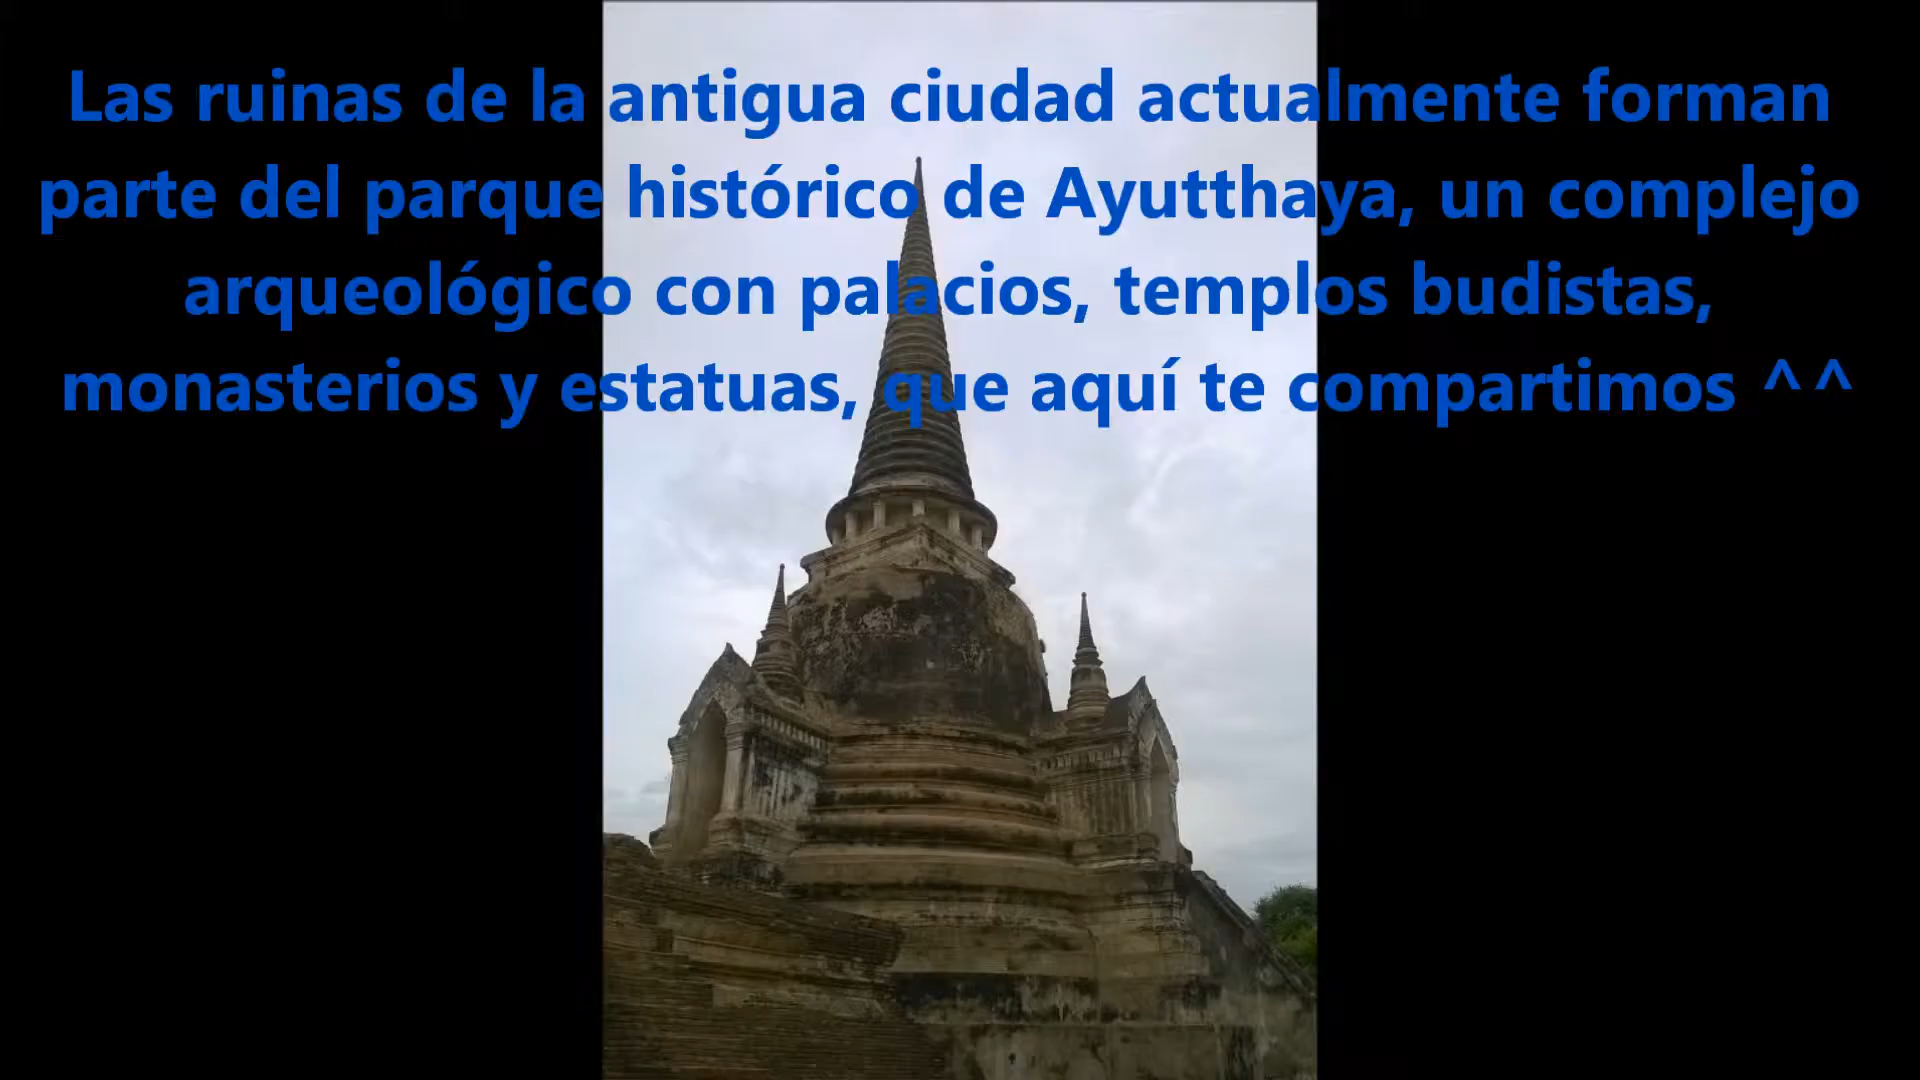 Las ruinas de la antigua ciudad actualmente forman
parte del parque histórico de Ayutthaya, un complejo
arqueológico con palacios, templos budistas,
monasterios y estatuas, que aquí te compartimos ^^